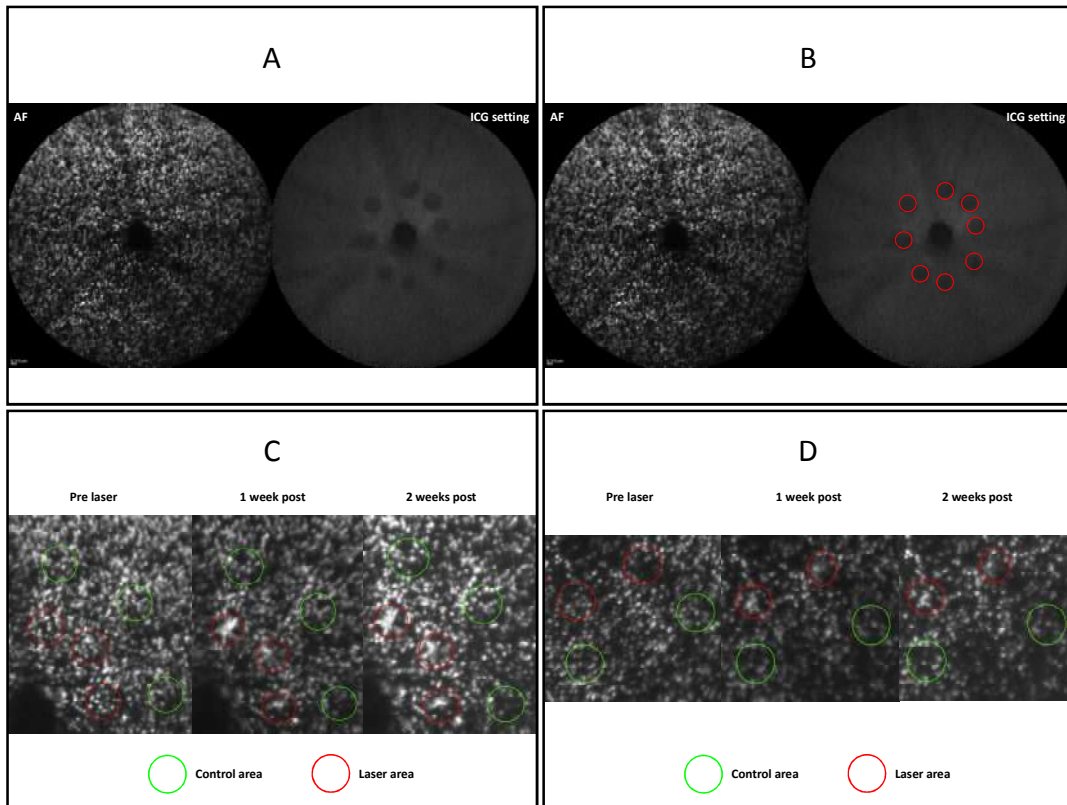 A
AF
ICG setting
B
AF
ICG setting
C
Pre laser
1 week post
2 weeks post
Control area
Laser area
D
Pre laser
1 week post
2 weeks post
Control area
Laser area